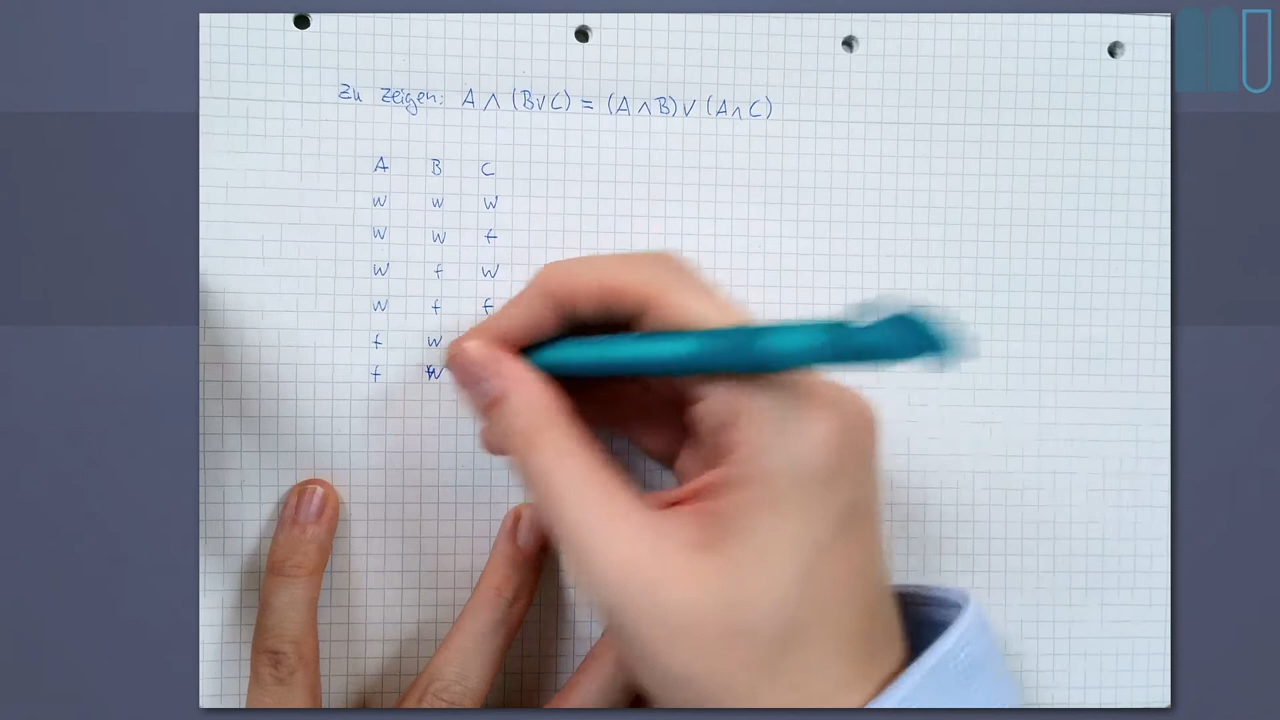 Zu zeigen: A ∧ (B∨C) = (A∧B)∨(A∧C)
A B C
W W W
W W f
W f W
W f f
f W
f W